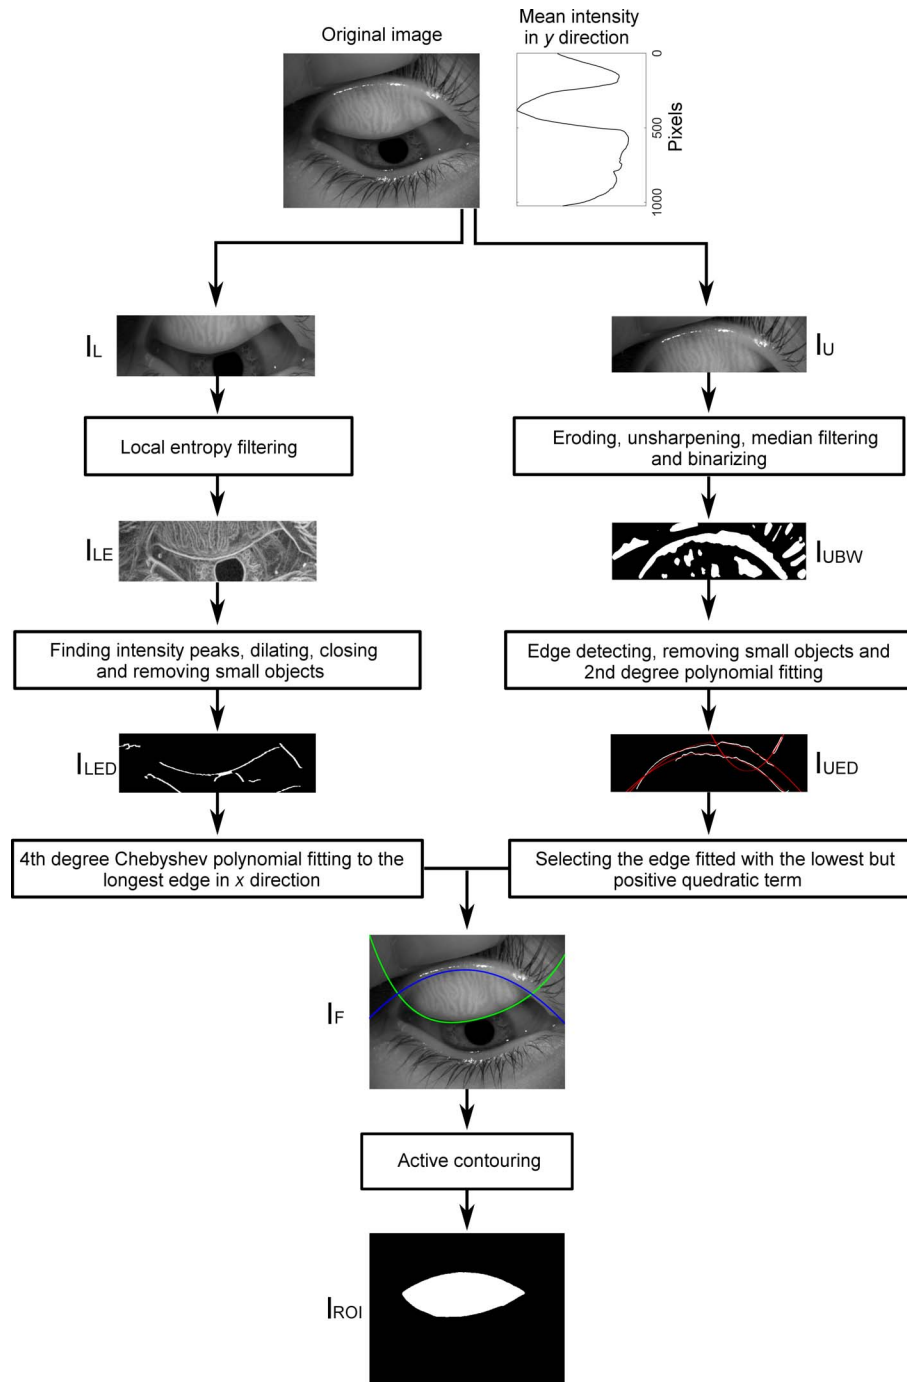 Original image
Mean intensity
in y direction
0
500
1000
Pixels
IL
IU
Local entropy filtering
Eroding, unsharpening, median filtering
and binarizing
ILE
IUBW
Finding intensity peaks, dilating, closing
and removing small objects
Edge detecting, removing small objects and
2nd degree polynomial fitting
ILED
IUED
4th degree Chebyshev polynomial fitting to the
longest edge in x direction
Selecting the edge fitted with the lowest but
positive quedratic term
IF
Active contouring
IROI